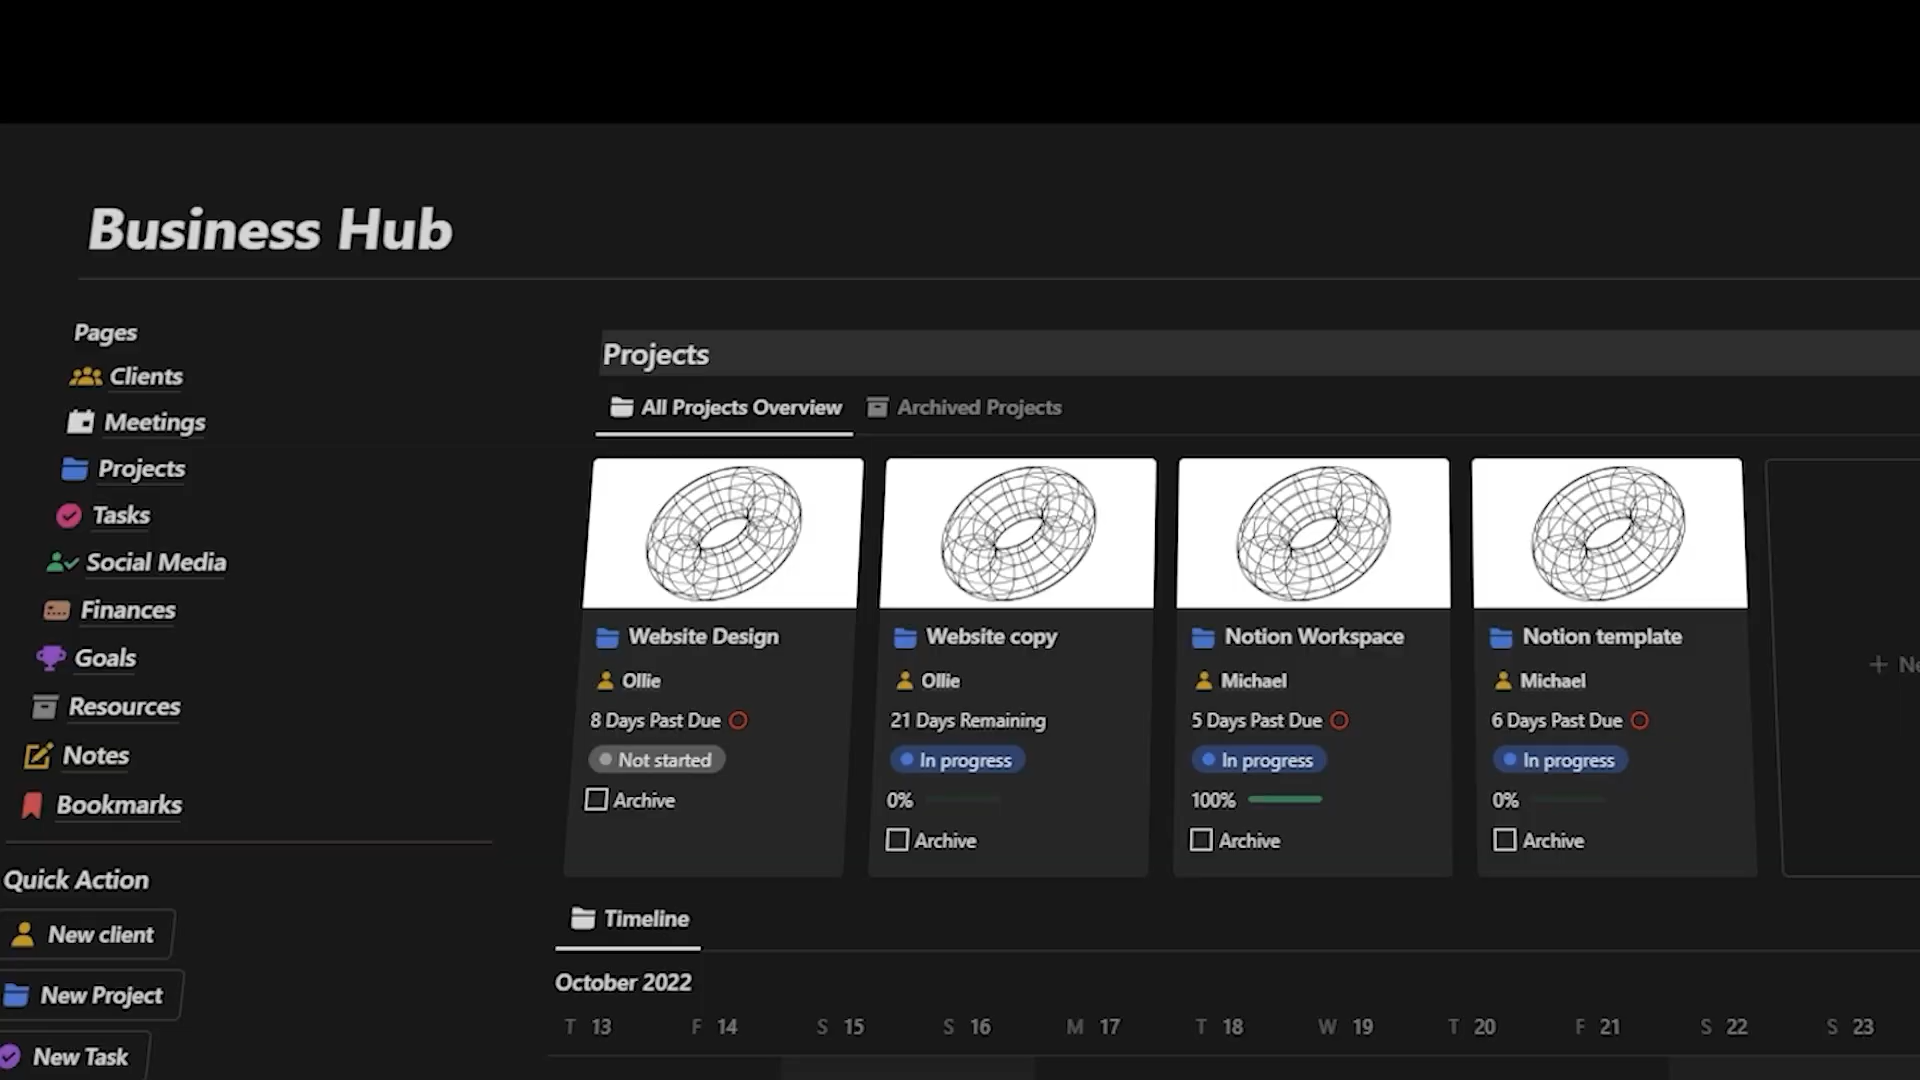 Business Hub
Pages
Clients
Meetings
Projects
Tasks
Social Media
Finances
Goals
Resources
Notes
Bookmarks
Quick Action
New client
New Project
New Task
Projects
All Projects Overview Archived Projects
Website Design
Ollie
8 Days Past Due
Not started
Archive
Website copy
Ollie
21 Days Remaining
In progress
0%
Archive
Notion Workspace
Michael
5 Days Past Due
In progress
100%
Archive
Notion template
Michael
6 Days Past Due
In progress
0%
Archive
+ Ne
Timeline
October 2022
T 13 F 14 S 15 S 16 M 17 T 18 W 19 T 20 F 21 S 22 S 23